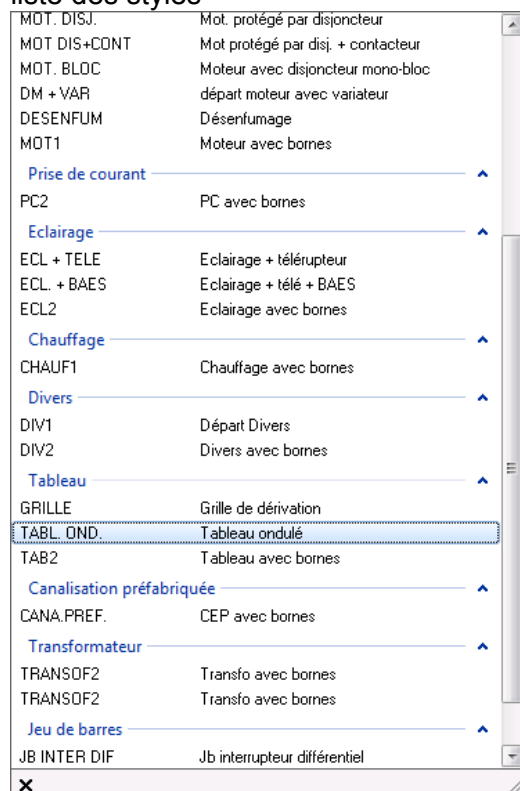 liste des styles
MOT. DISJ. Mot. protégé par disjoncteur
MOT DIS+CONT Mot protégé par disj. + contacteur
MOT. BLOC Moteur avec disjoncteur mono-bloc
DM + VAR départ moteur avec variateur
DESENFUM Désenfumage
MOT1 Moteur avec bornes
Prise de courant
PC2 PC avec bornes
Eclairage
ECL + TELE Eclairage + télérupteur
ECL. + BAES Eclairage + télé + BAES
ECL2 Eclairage avec bornes
Chauffage
CHAUF1 Chauffage avec bornes
Divers
DIV1 Départ Divers
DIV2 Divers avec bornes
Tableau
GRILLE Grille de dérivation
TABL. OND. Tableau ondulé
TAB2 Tableau avec bornes
Canalisation préfabriquée
CANA.PREF. CEP avec bornes
Transformateur
TRANSOF2 Transfo avec bornes
TRANSOF2 Transfo avec bornes
Jeu de barres
JB INTER DIF Jb interrupteur différentiel